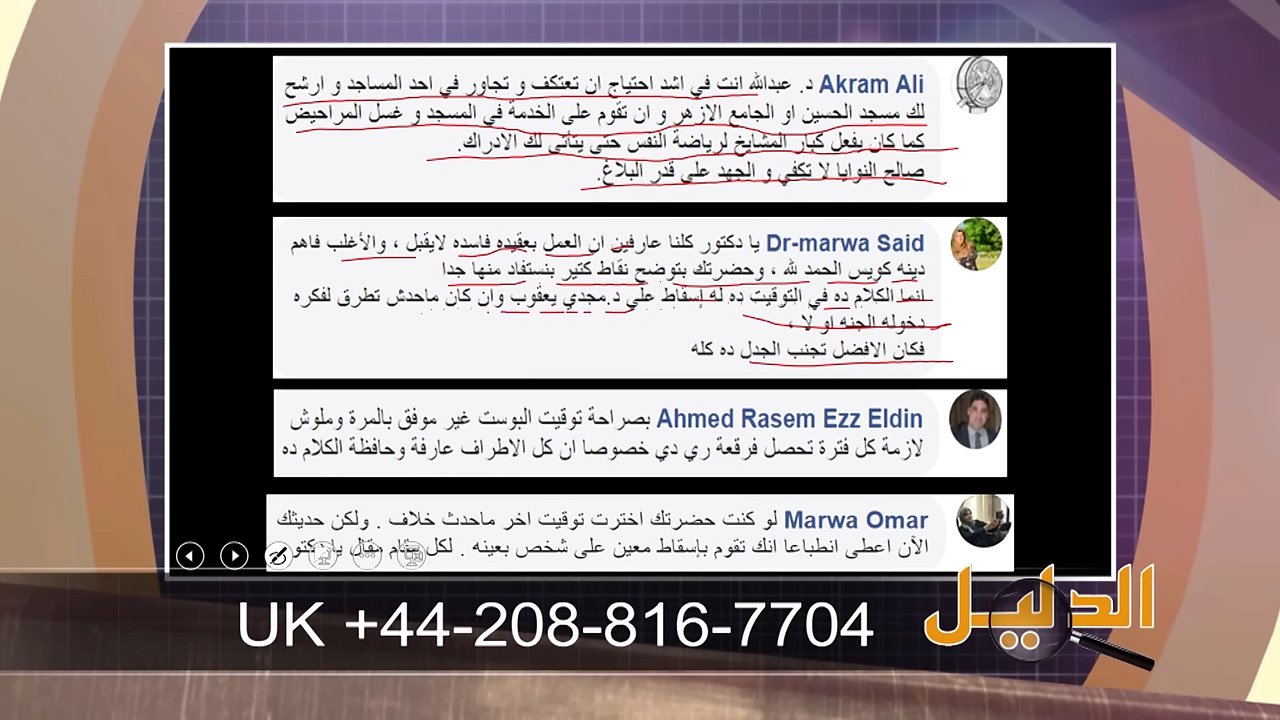 Akram Ali د. عبدالله انت في اشد احتياج ان تعتكف و تجاور في احد المساجد و ارشح
لك مسجد الحسين او الجامع الازهر و ان تقوم على الخدمة في المسجد و غسل المراحيض
كما كان يفعل كبار المشايخ لرياضة النفس حتى يتأتى لك الادراك.
صالح النوايا لا تكفي و الجهد على قدر البلاغ.
Dr-marwa Said يا دكتور كلنا عارفين ان العمل بعقيده فاسده لايقبل ، والأغلب فاهم
دينه كويس الحمد لله ، وحضرتك بتوضح نقاط كتير بنستفاد منها جدا
انما الكلام ده في التوقيت ده له إسقاط علي د.مجدي يعقوب وان كان ماحدش تطرق لفكره
دخوله الجنه او لا ،
فكان الافضل تجنب الجدل ده كله
Ahmed Rasem Ezz Eldin بصراحة توقيت البوست غير موفق بالمرة وملوش
لازمة كل فترة تحصل فرقعة ري دي خصوصا ان كل الاطراف عارفة وحافظة الكلام ده
Marwa Omar لو كنت حضرتك اخترت توقيت اخر ماحدث خلاف . ولكن حديثك
الآن اعطى انطباعا انك تقوم بإسقاط معين على شخص بعينه . لكل مقام مقال يا دكتور
UK +44-208-816-7704
الدليل